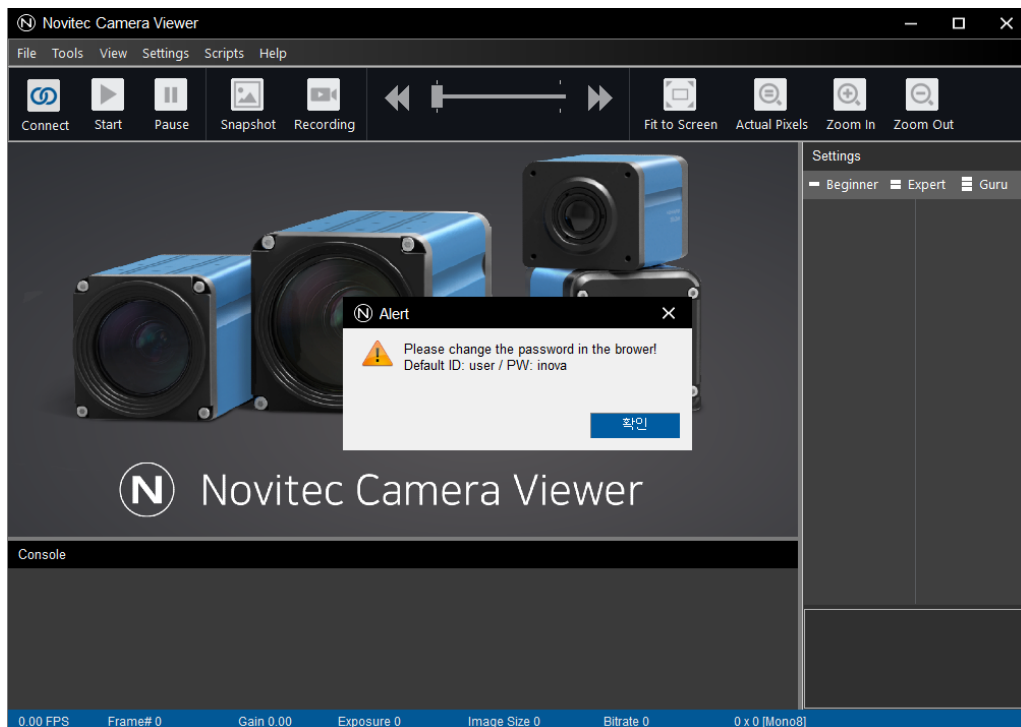 Novitec Camera Viewer
File Tools View Settings Scripts Help
Connect Start Pause Snapshot Recording Fit to Screen Actual Pixels Zoom In Zoom Out
Settings
Beginner Expert Guru
Alert
Please change the password in the brower!
Default ID: user / PW: inova
확인
N Novitec Camera Viewer
Console
0.00 FPS Frame# 0 Gain 0.00 Exposure 0 Image Size 0 Bitrate 0 0 x 0 [Mono8]